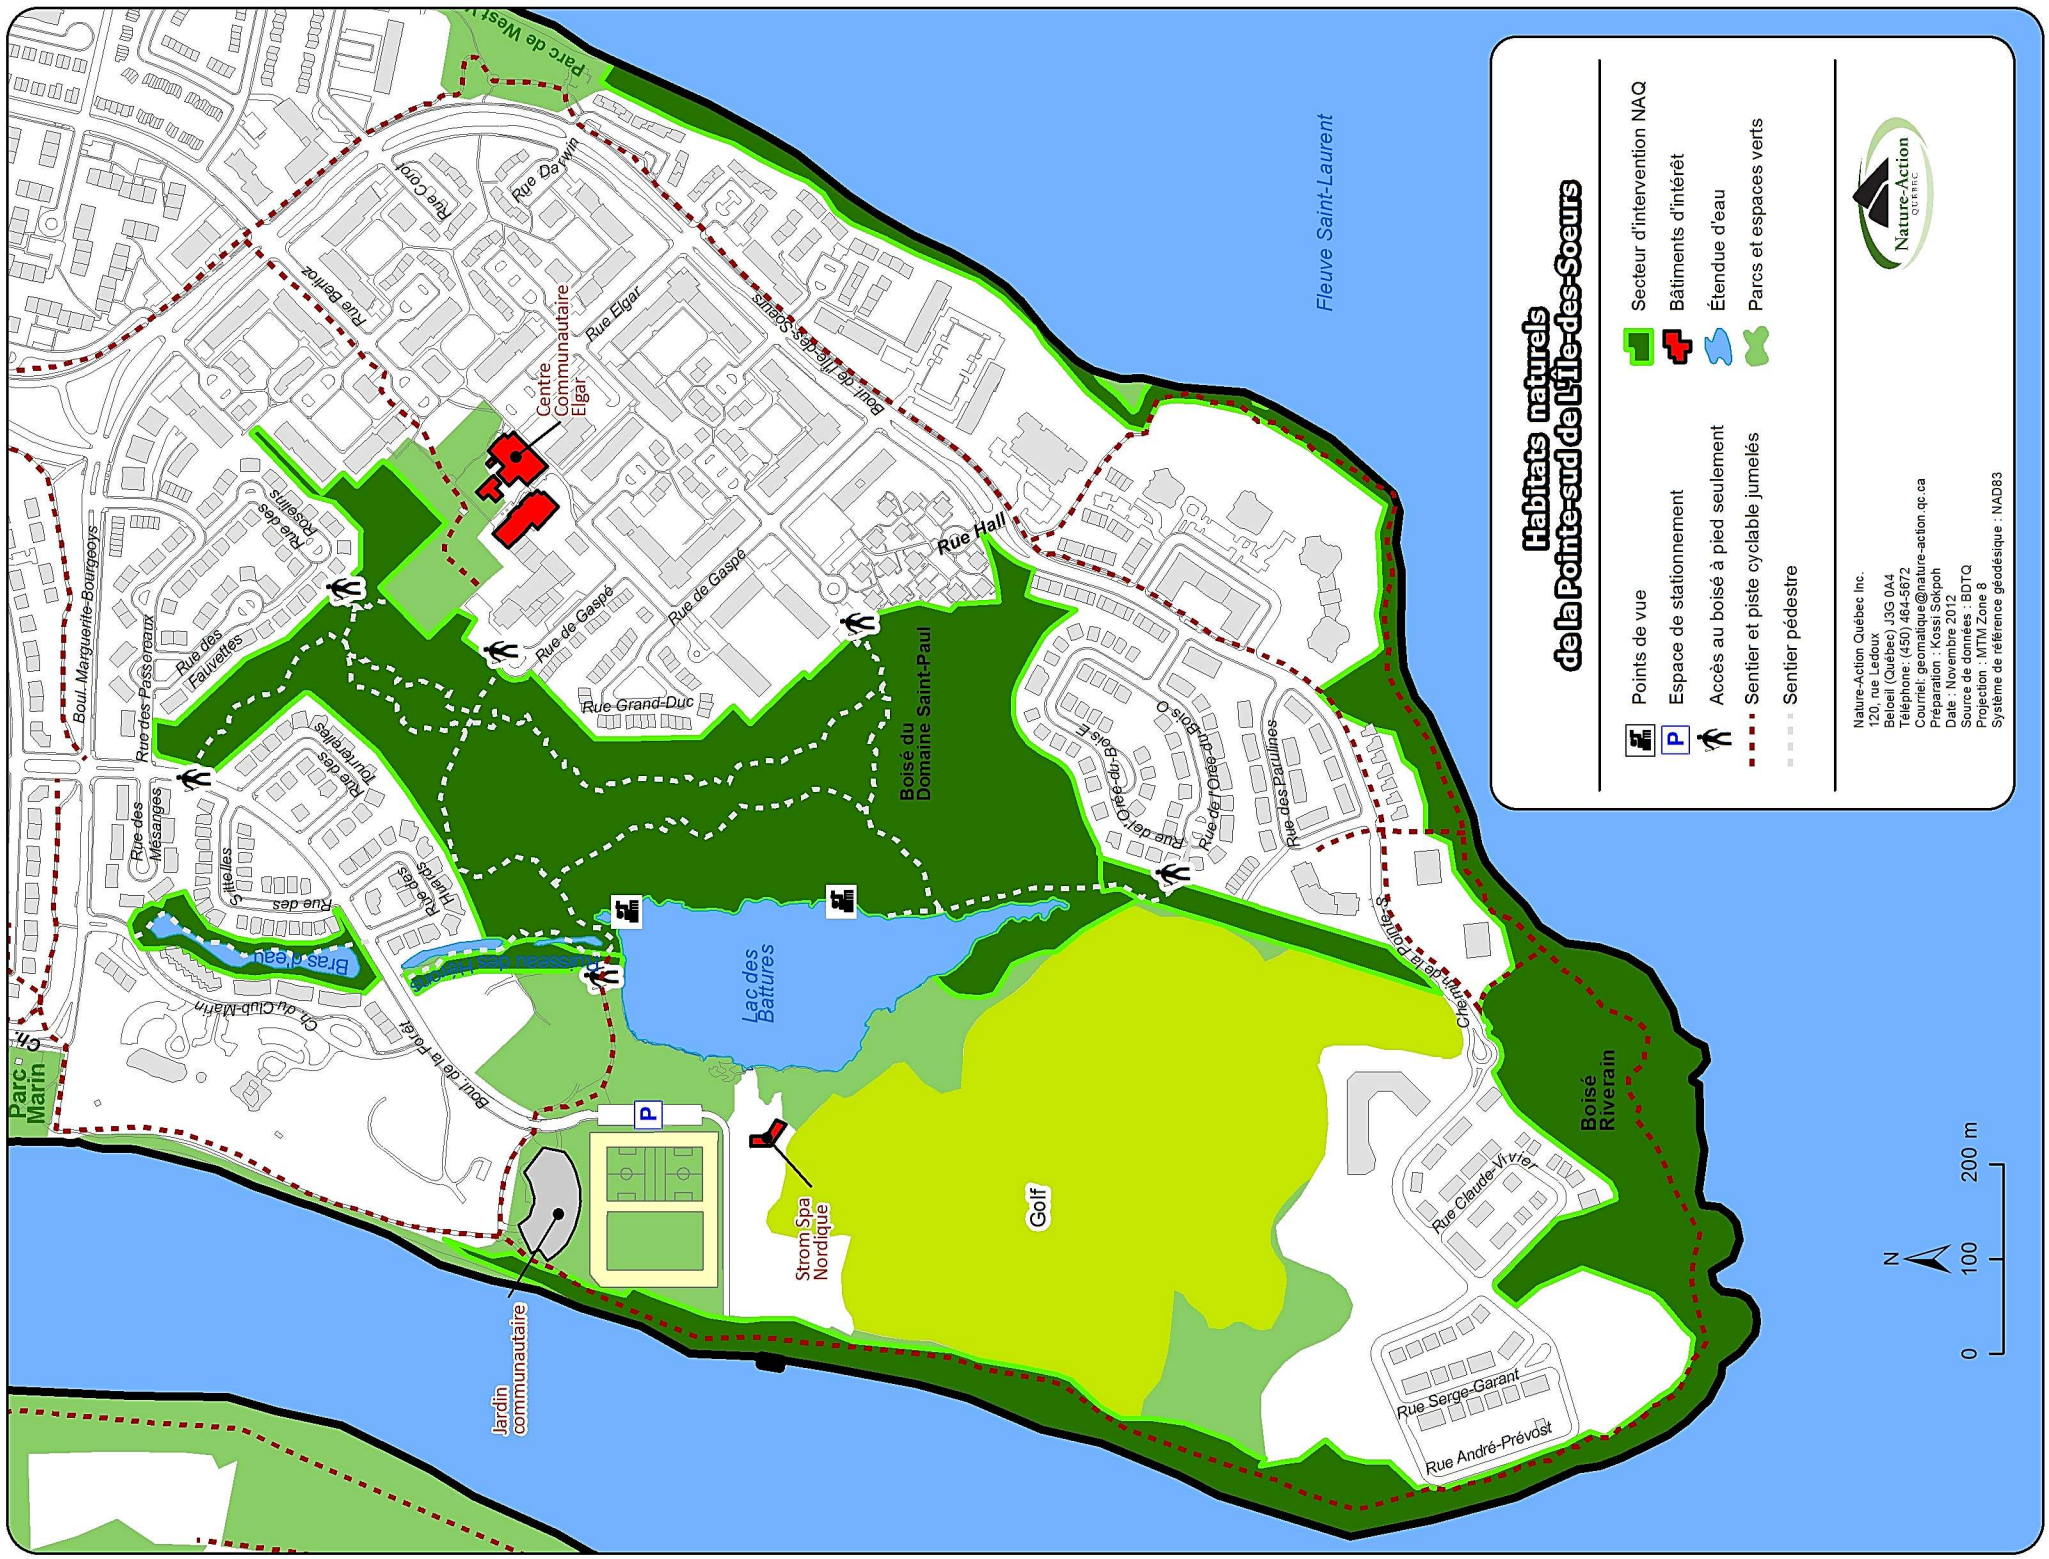 Habitats naturels
de la Pointe-sud de L'Île-des-Soeurs
Points de vue
Espace de stationnement
Accès au boisé à pied seulement
Sentier et piste cyclable jumelés
Sentier pédestre
Secteur d'intervention NAQ
Bâtiments d'intérêt
Étendue d'eau
Parcs et espaces verts
Nature-Action Québec Inc.
120, rue Ledoux
Beloeil (Québec) J3G 0A4
Téléphone: (450) 464-5672
Courriel: geomatique@nature-action.qc.ca
Préparation : Kossi Sokpoh
Date : Novembre 2012
Source de données : BDTQ
Projection : MTM Zone 8
Système de référence géodésique : NAD83
Nature-Action
QUÉBEC
Fleuve Saint-Laurent
Parc de West V
Rue Corot
Rue Darwin
Rue Berlioz
Rue Elgar
Centre
Communautaire
Elgar
Boul. de l'Île-des-Soeurs
Boul. Marguerite-Bourgeoys
Rue des
Roselins
Rue des Passereaux
Rue des
Fauvettes
Rue Hall
Rue de Gaspé
Rue de Gaspé
Rue Grand-Duc
Boisé du
Domaine Saint-Paul
Rue des
Tourterelles
Rue des
Mésanges
Rue des
Sittelles
Rue des
Huards
Rue de l'Orée-du-Bois E
Rue de l'Orée-du-Bois O
Rue des Parulines
Bras d'eau
Ruisseau des Hérons
Ch. du Club-Marin
Ch.
Parc
Marin
Boul. de la Forêt
Lac des
Battures
P
P
Chemin de la Pointe-S
Boisé
Riverain
Strom Spa
Nordique
Golf
Rue Claude-Vivier
Jardin
communautaire
Rue Serge-Garant
Rue André-Prévost
N
0 100 200 m